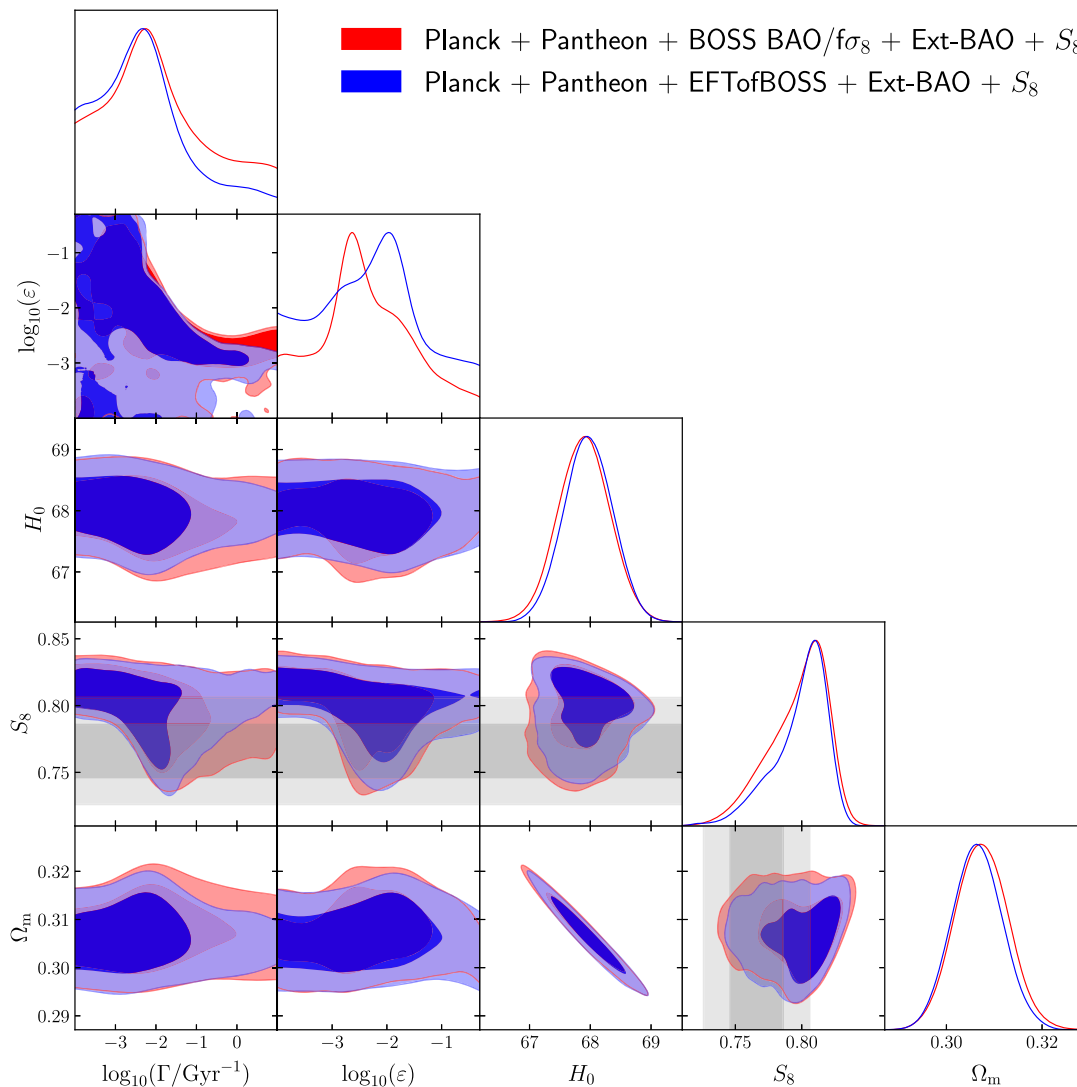 Planck + Pantheon + BOSS BAO/fσ₈ + Ext-BAO + S₈
Planck + Pantheon + EFTofBOSS + Ext-BAO + S₈
log₁₀(ε)
−1
−2
−3
H₀
69
68
67
S₈
0.85
0.80
0.75
Ωₘ
0.32
0.31
0.30
0.29
−3 −2 −1 0
−3 −2 −1
67 68 69
0.75 0.80
0.30 0.32
log₁₀(Γ/Gyr⁻¹)
log₁₀(ε)
H₀
S₈
Ωₘ